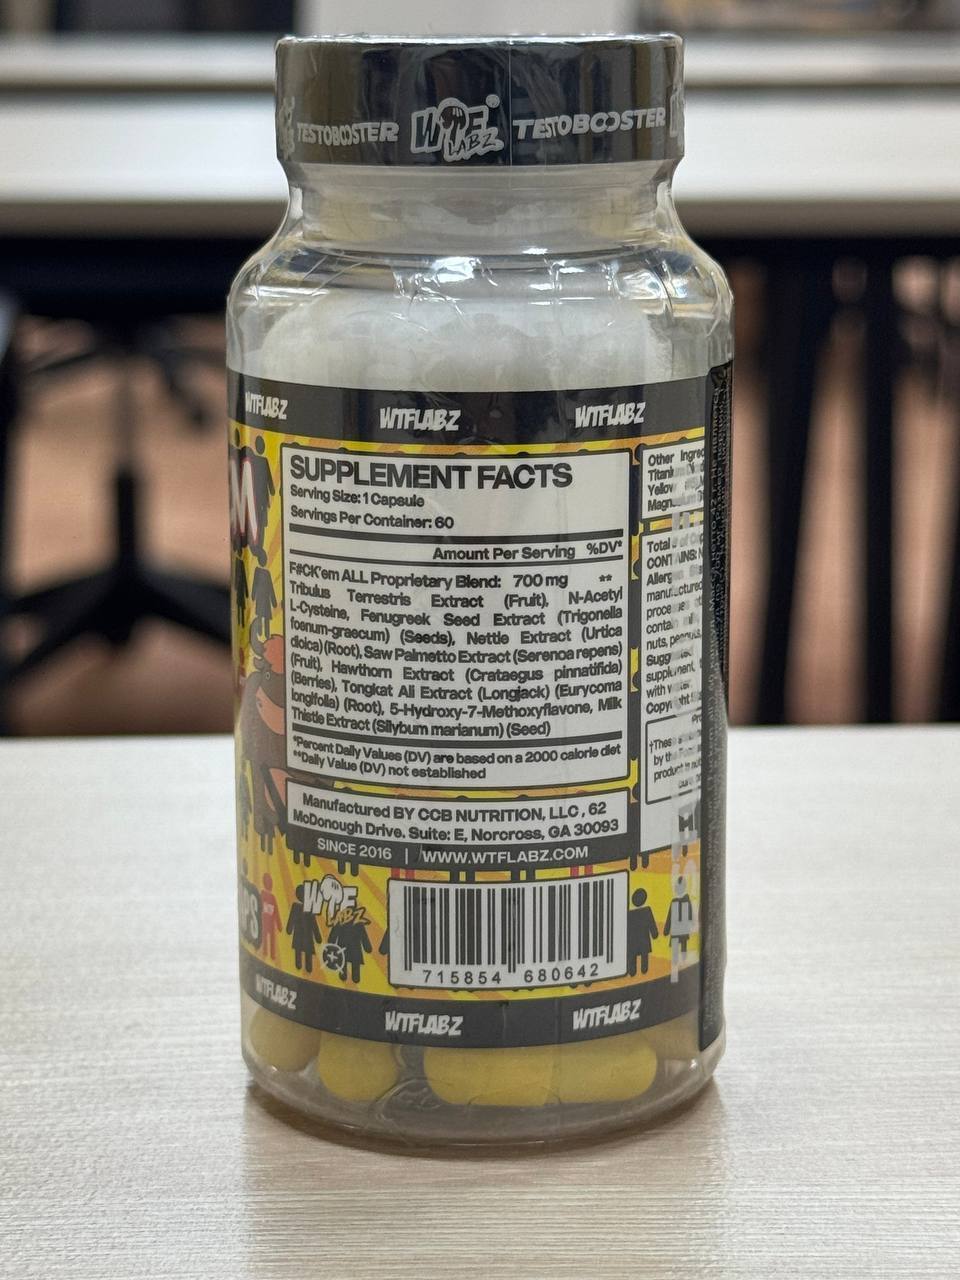 TESTOBOOSTER WTF LABZ TESTOBOOSTER
WTFLABZ WTFLABZ WTFLABZ
SUPPLEMENT FACTS
Serving Size: 1 Capsule
Servings Per Container: 60
Amount Per Serving %DV*
F#CK'em ALL Proprietary Blend: 700 mg **
Tribulus Terrestris Extract (Fruit), N-Acetyl
L-Cysteine, Fenugreek Seed Extract (Trigonella
foenum-graecum) (Seeds), Nettle Extract (Urtica
dioica) (Root), Saw Palmetto Extract (Serenoa repens)
(Fruit), Hawthorn Extract (Crataegus pinnatifida)
(Berries), Tongkat Ali Extract (Longjack) (Eurycoma
longifolia) (Root), 5-Hydroxy-7-Methoxyflavone, Milk
Thistle Extract (Silybum marianum) (Seed)
*Percent Daily Values (DV) are based on a 2000 calorie diet
**Daily Value (DV) not established
Manufactured BY CCB NUTRITION, LLC, 62
McDonough Drive. Suite: E, Norcross, GA 30093
SINCE 2016 | WWW.WTFLABZ.COM
WTF LABZ
715854 680642
WTFLABZ WTFLABZ WTFLABZ
Other
Yellow
Total
nuts,
with